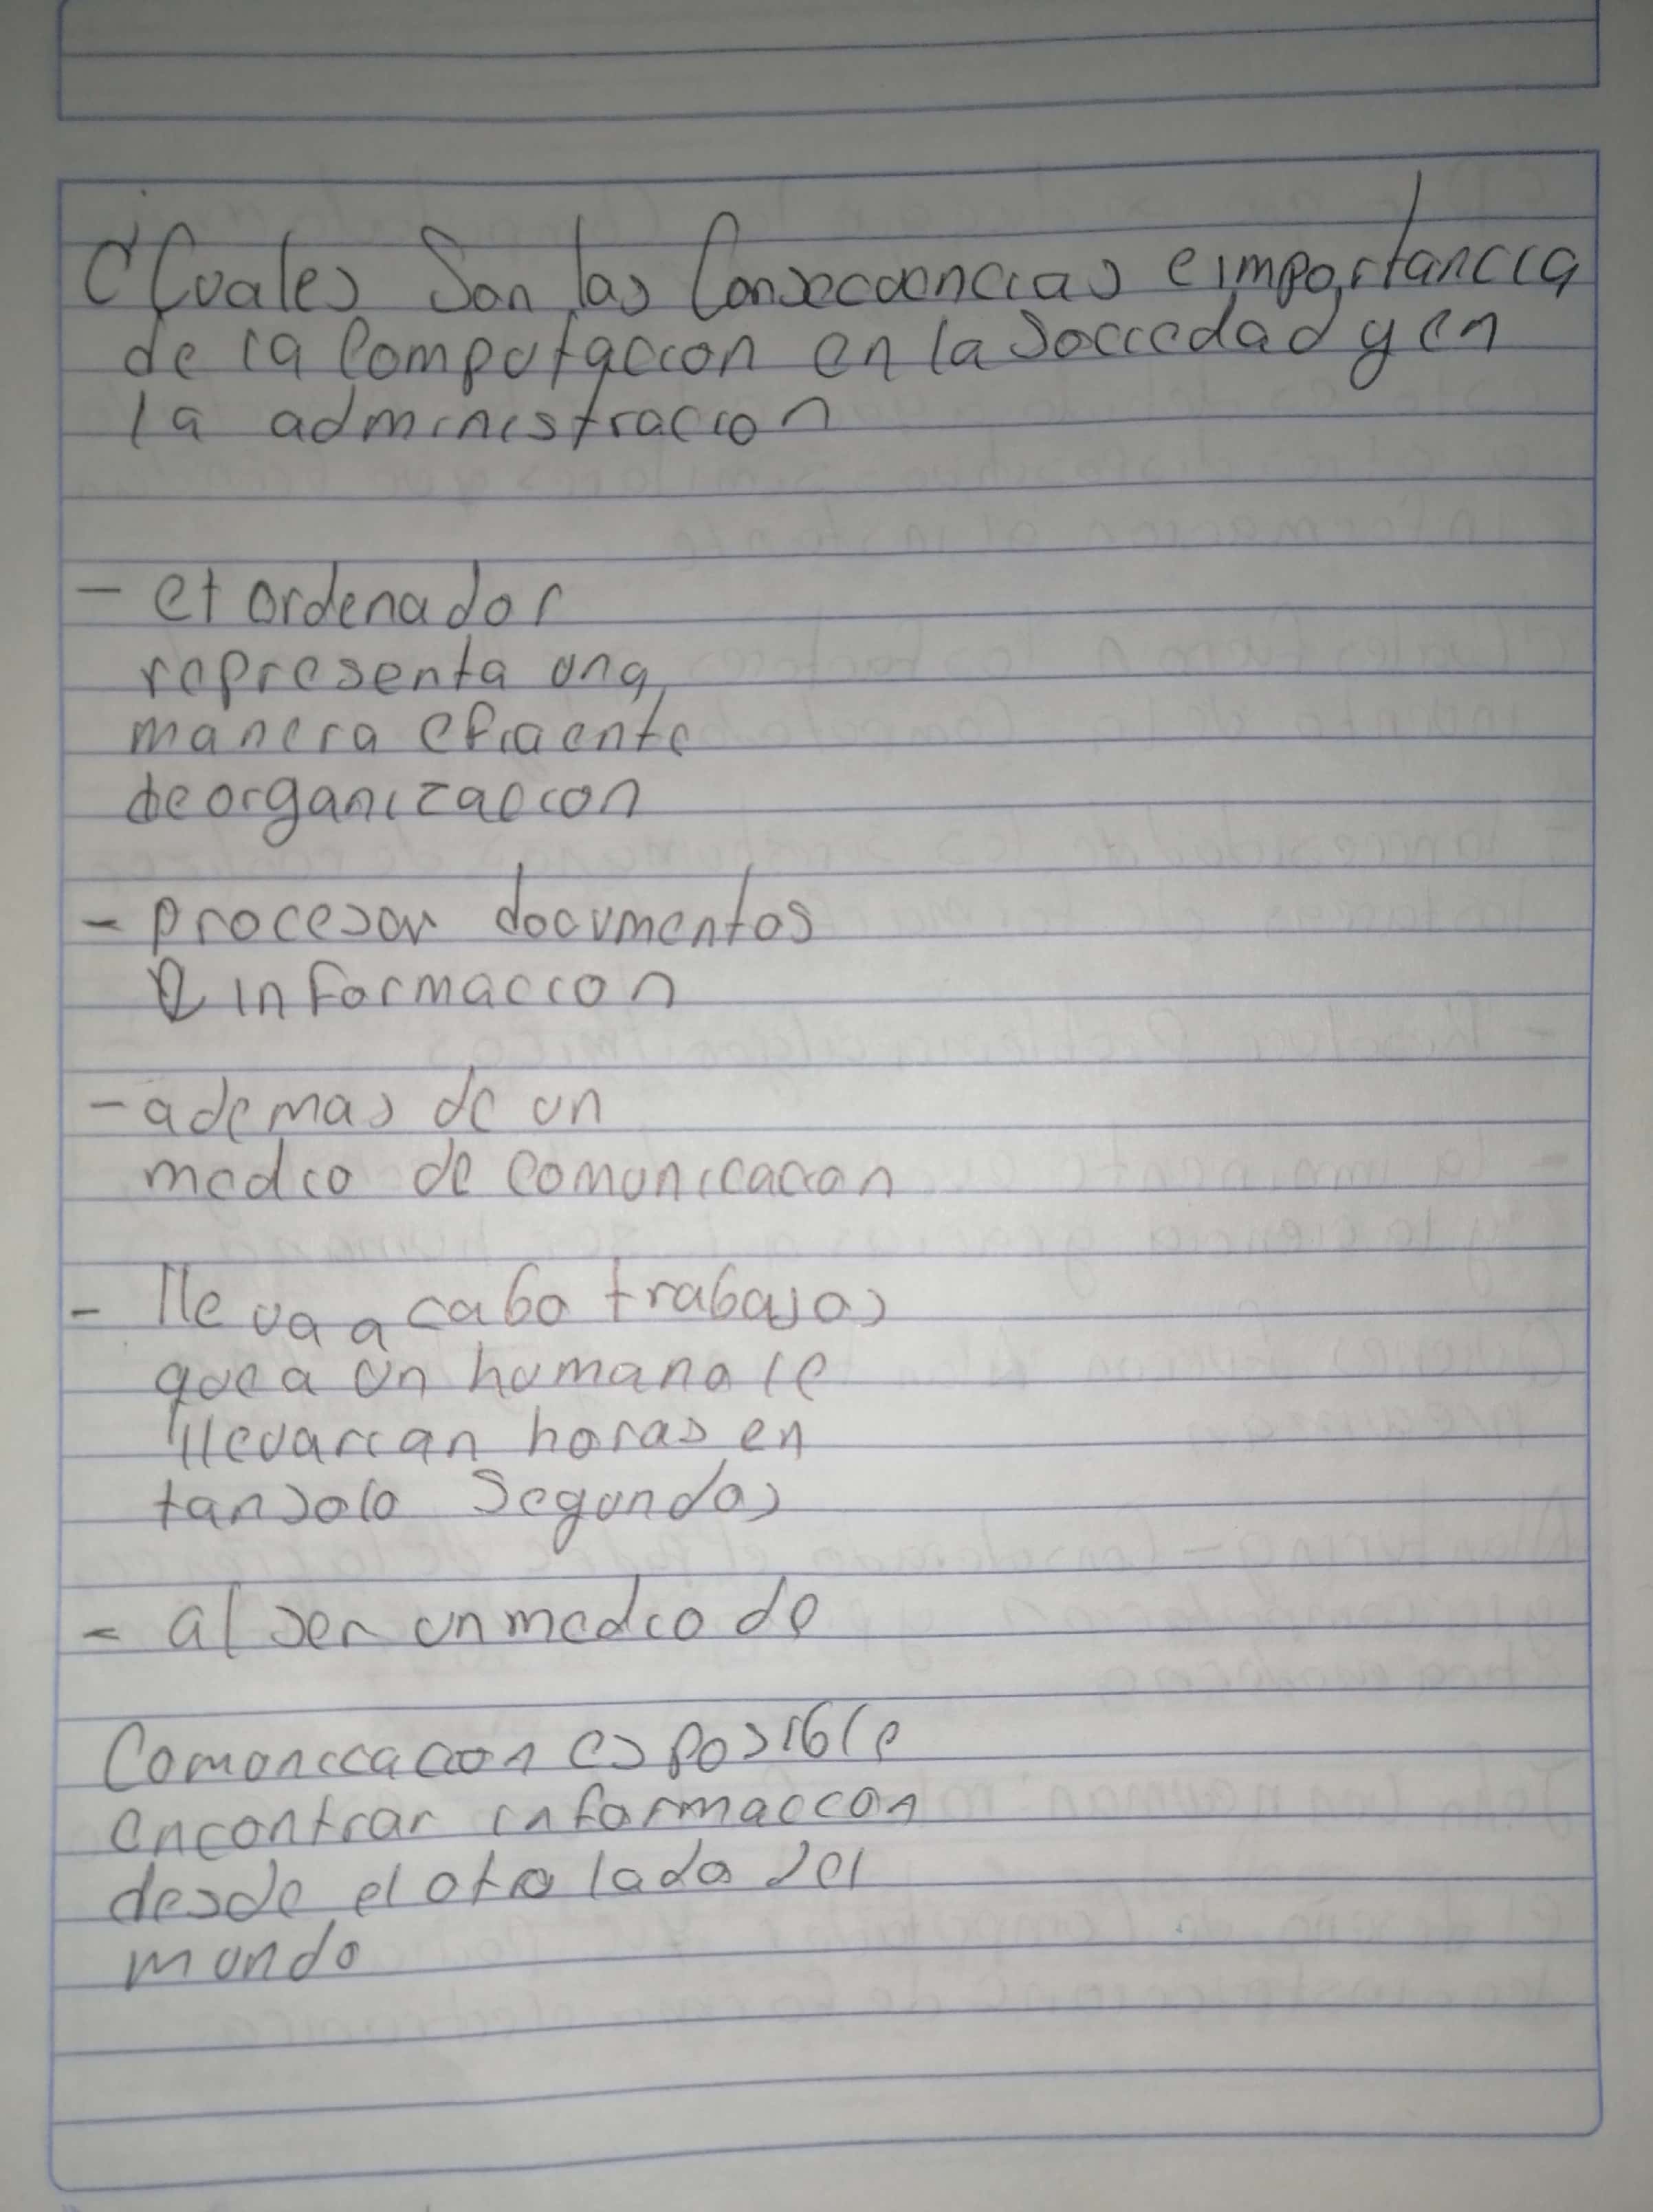 ¿Cuales Son las Consecuencias e importancia
de la Computacion en la Sociedad y en
la administracion
- el ordenador
representa una
manera eficiente
de organizacion
- procesar documentos
e informacion
- ademas de un
medio de comunicacion
- lleva a cabo trabajos
que a un humano le
llevarian horas en
tan solo Segundos
- al ser un medio de
Comunicacion es posible
encontrar informacion
desde el otro lado del
mundo